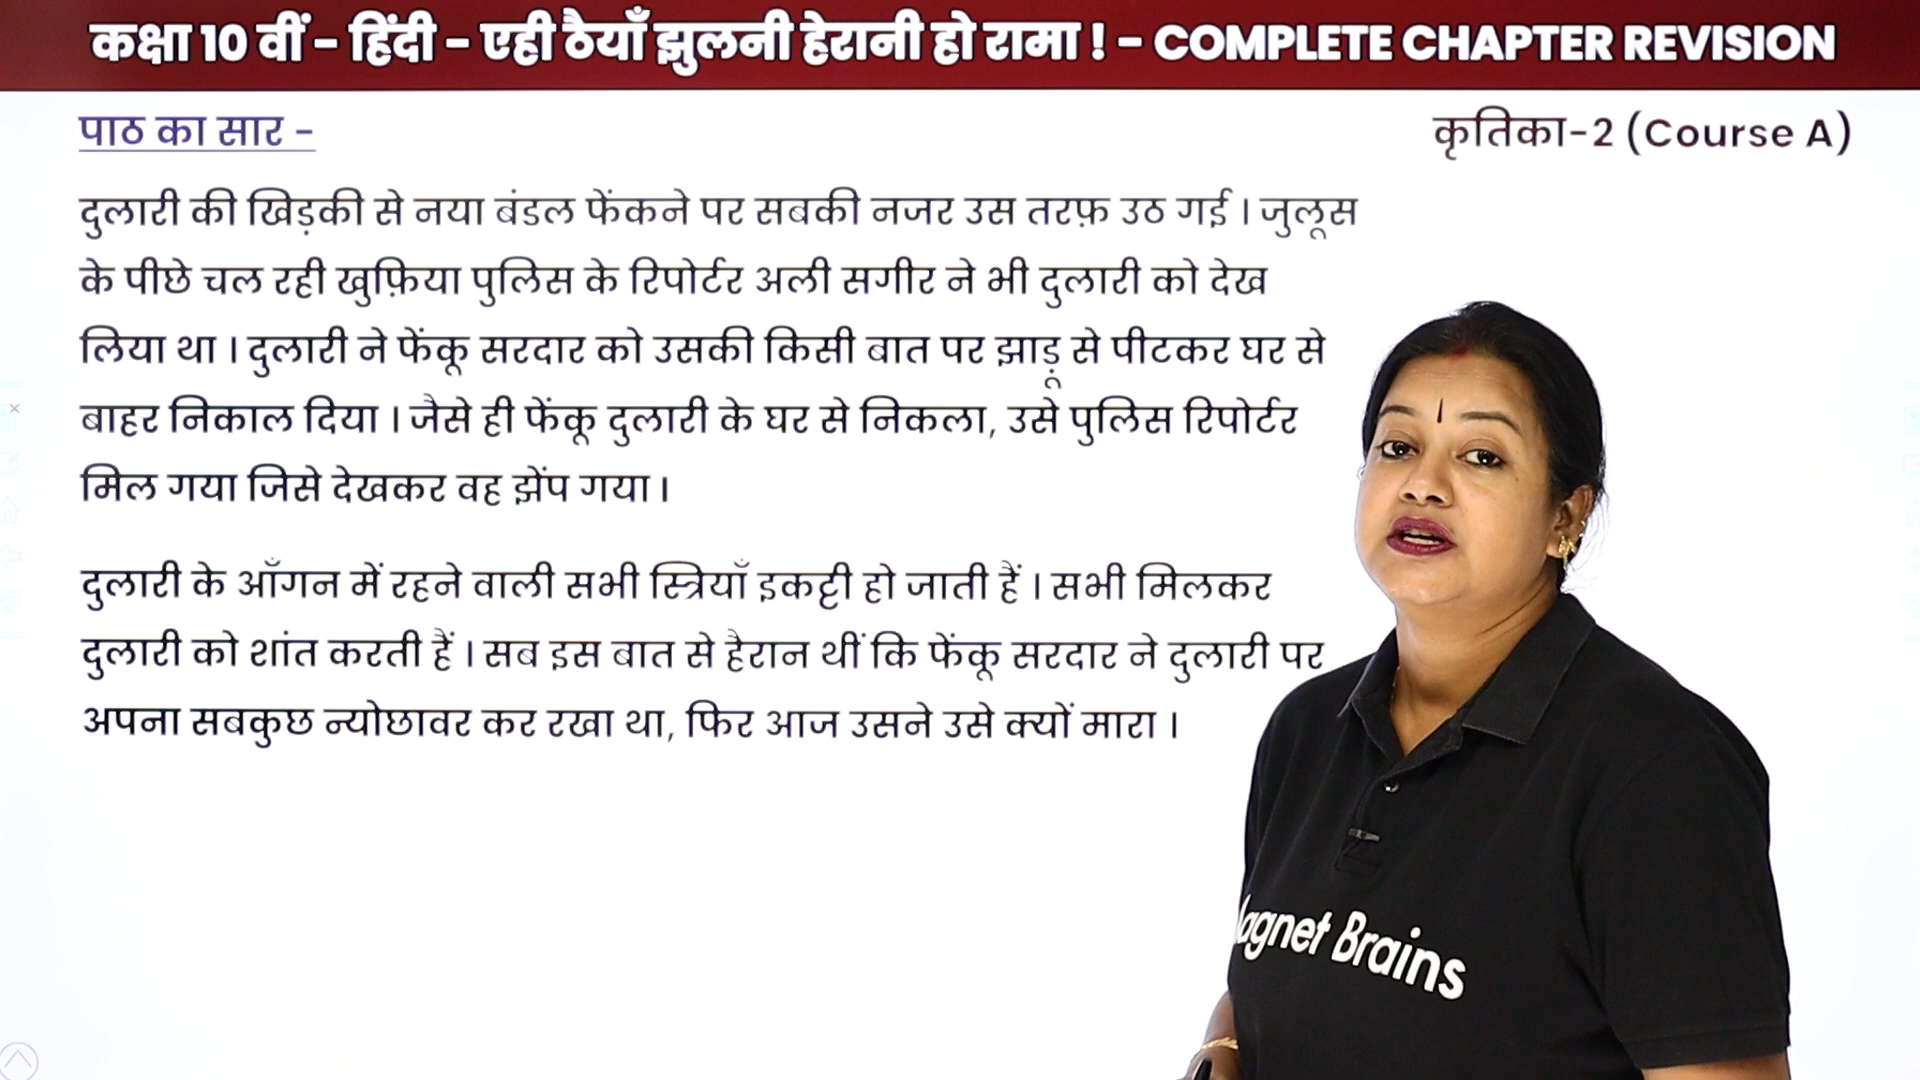 कक्षा 10 वीं - हिंदी - एही ठैयाँ झुलनी हेरानी हो रामा ! - COMPLETE CHAPTER REVISION
पाठ का सार -
कृतिका-2 (Course A)
दुलारी की खिड़की से नया बंडल फेंकने पर सबकी नजर उस तरफ़ उठ गई । जुलूस
के पीछे चल रही खुफ़िया पुलिस के रिपोर्टर अली सगीर ने भी दुलारी को देख
लिया था । दुलारी ने फेंकू सरदार को उसकी किसी बात पर झाड़ू से पीटकर घर से
बाहर निकाल दिया । जैसे ही फेंकू दुलारी के घर से निकला, उसे पुलिस रिपोर्टर
मिल गया जिसे देखकर वह झेंप गया ।
दुलारी के आँगन में रहने वाली सभी स्त्रियाँ इकट्टी हो जाती हैं । सभी मिलकर
दुलारी को शांत करती हैं । सब इस बात से हैरान थीं कि फेंकू सरदार ने दुलारी पर
अपना सबकुछ न्योछावर कर रखा था, फिर आज उसने उसे क्यों मारा ।
agnet Brains